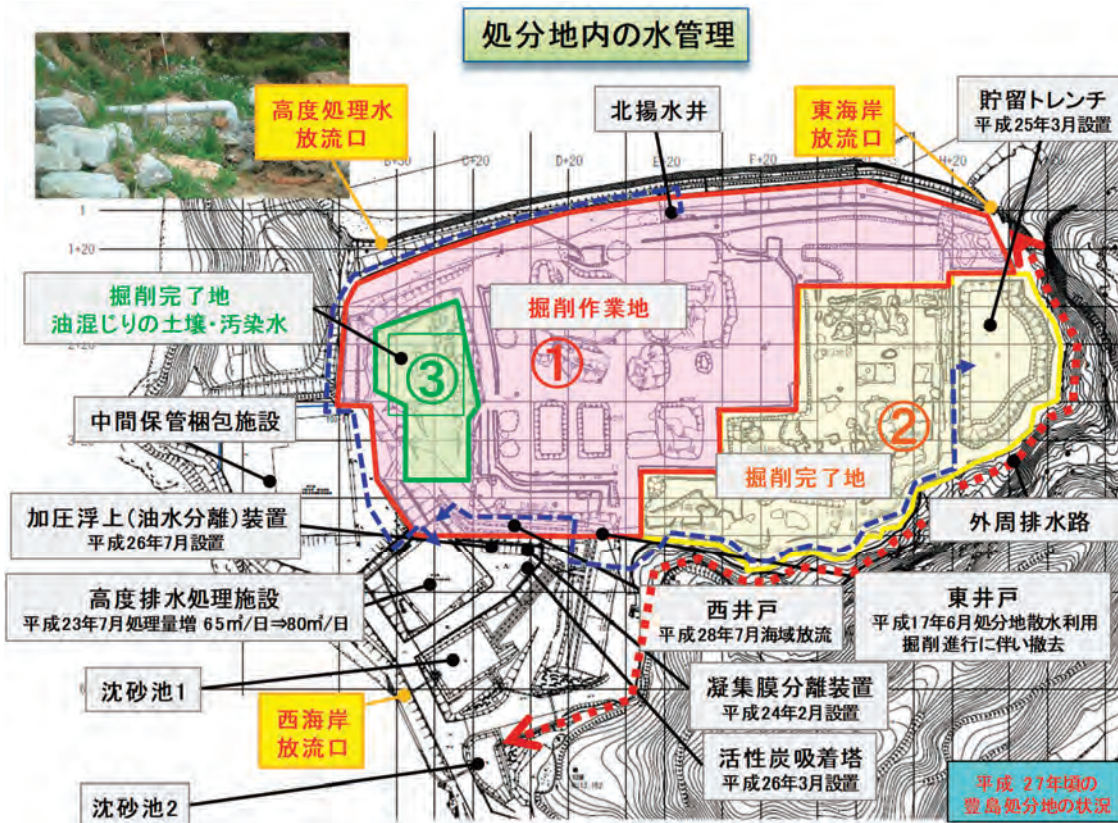 処分地内の水管理
高度処理水
放流口
北揚水井
東海岸
放流口
貯留トレンチ
平成25年3月設置
C+20
D+20
E+20
F+20
H+20
1
1+20
掘削完了地
油混じりの土壌・汚染水
掘削作業地
①
③
②
中間保管梱包施設
掘削完了地
加圧浮上(油水分離)装置
平成26年7月設置
外周排水路
高度排水処理施設
平成23年7月処理量増 65㎥/日⇒80㎥/日
西井戸
平成28年7月海域放流
東井戸
平成17年6月処分地散水利用
掘削進行に伴い撤去
沈砂池1
凝集膜分離装置
平成24年2月設置
西海岸
放流口
活性炭吸着塔
平成26年3月設置
沈砂池2
平成 27年頃の
豊島処分地の状況